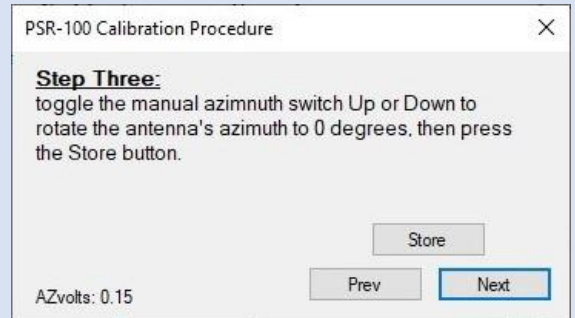 PSR-100 Calibration Procedure
Step Three:
toggle the manual azimnuth switch Up or Down to
rotate the antenna's azimuth to 0 degrees, then press
the Store button.
Store
AZvolts: 0.15
Prev
Next